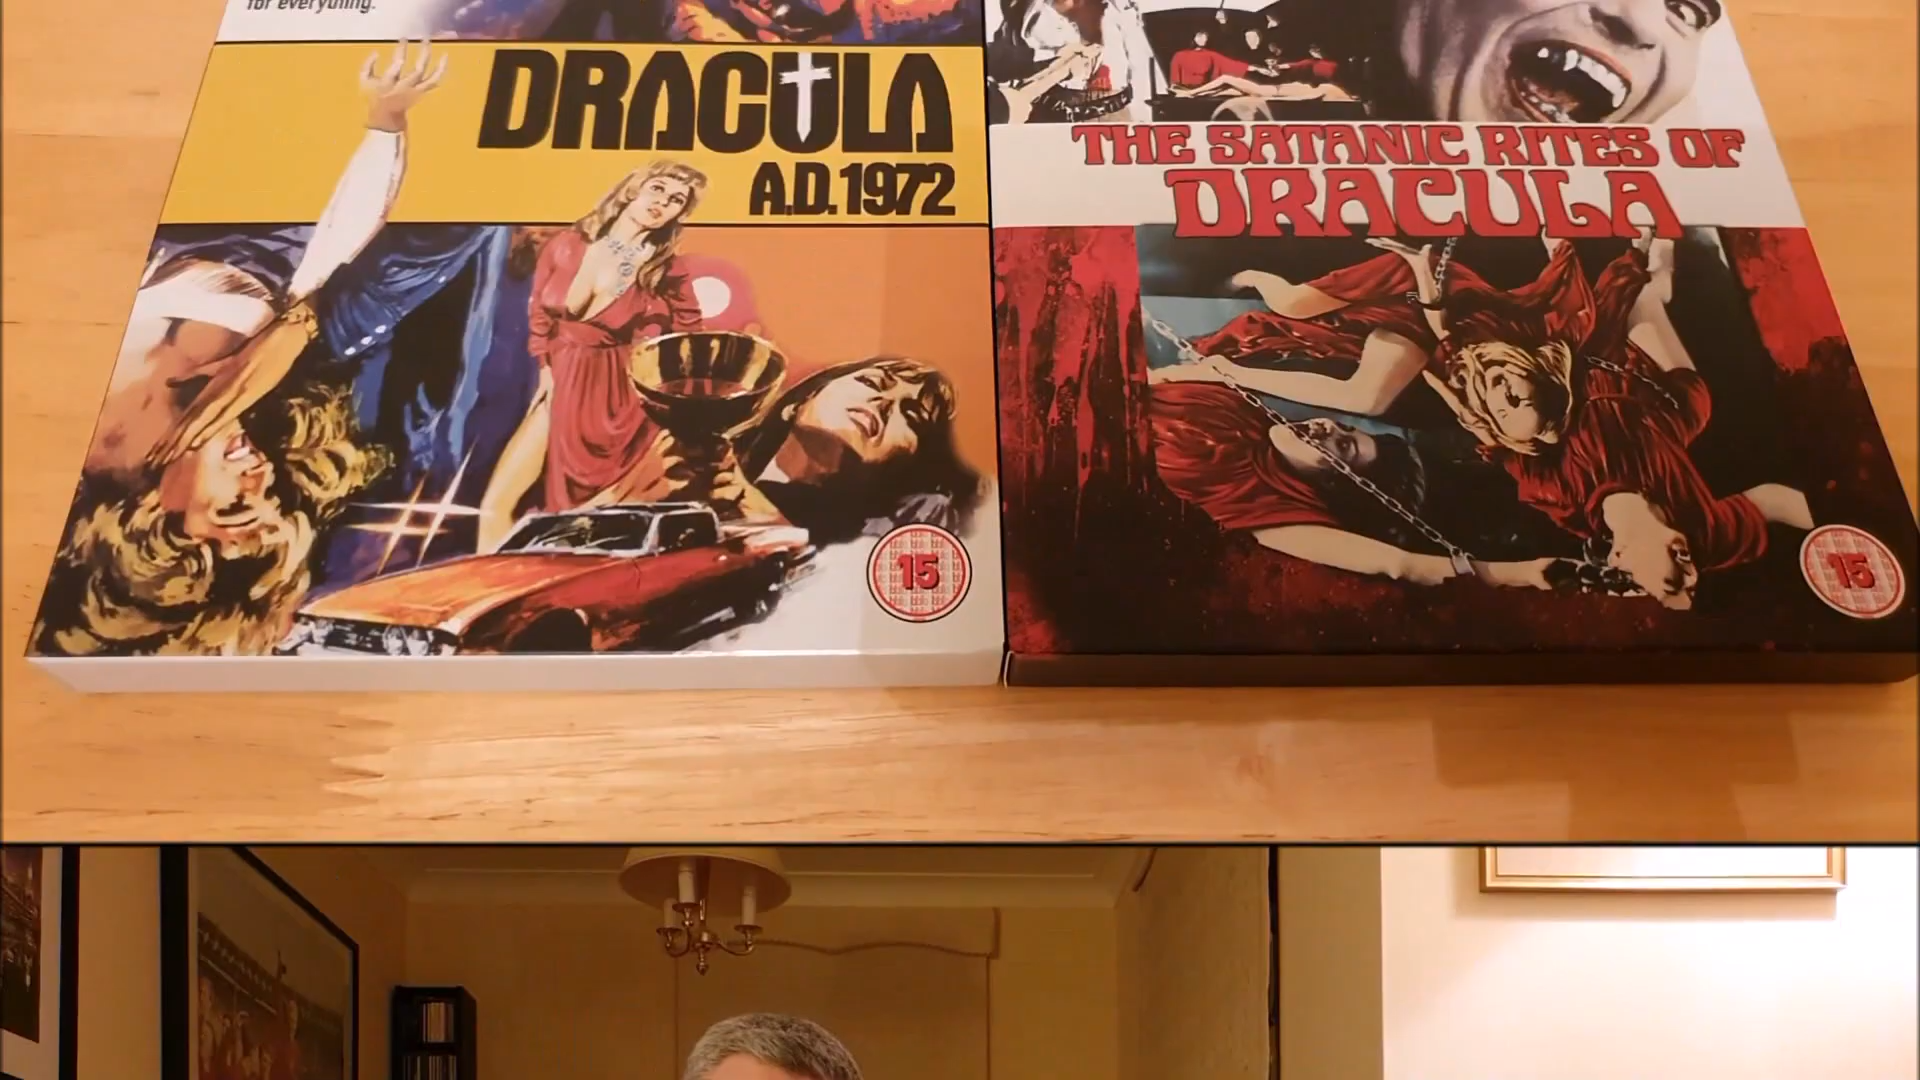 for everything.
DRACULA
A.D. 1972
15
THE SATANIC RITES OF
DRACULA
15